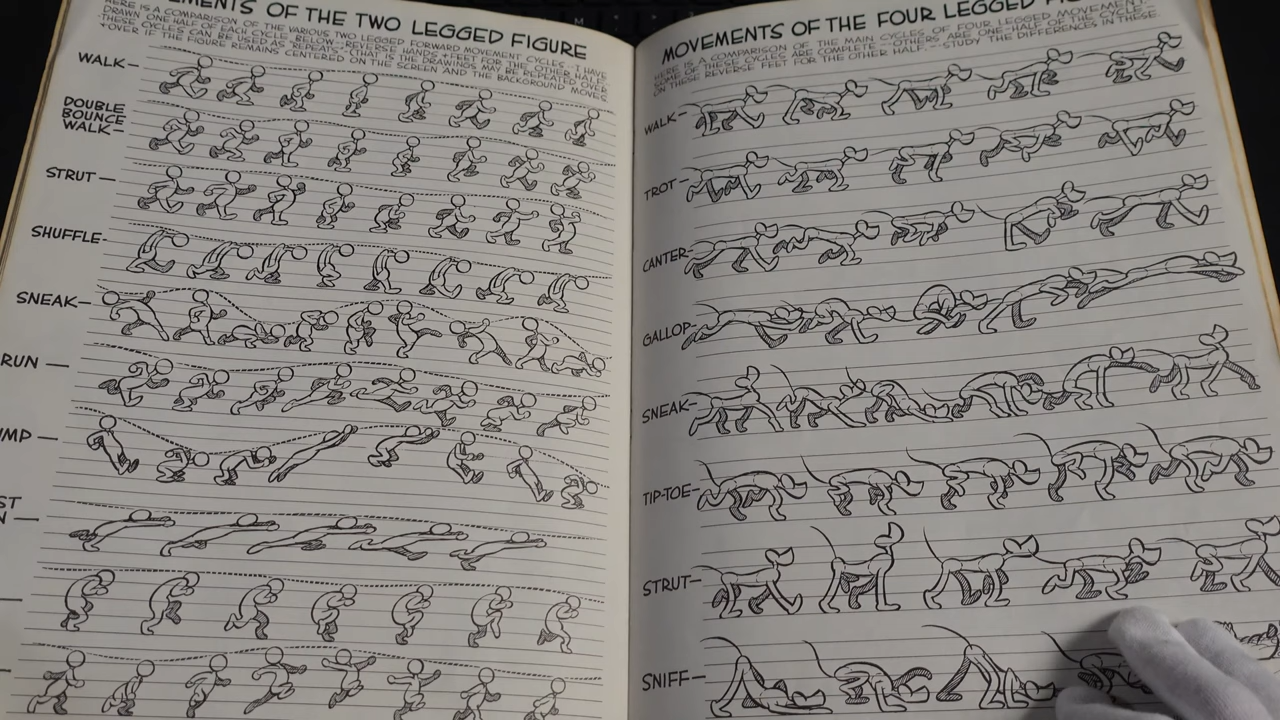 EMENTS OF THE TWO LEGGED FIGURE
HERE IS A COMPARISON OF THE VARIOUS TWO LEGGED FORWARD MOVEMENT CYCLES. I HAVE
DRAWN ONE HALF OF EACH CYCLE BELOW--REVERSE HANDS + FEET FOR THE OTHER HALF.
THESE CYCLES CAN BE USED AS "REPEATS"--(THAT IS THE DRAWINGS MAY BE REPEATED OVER
+ OVER IF THE FIGURE REMAINS CENTERED ON THE SCREEN AND THE BACKGROUND MOVES.
WALK—
DOUBLE
BOUNCE
WALK—
STRUT—
SHUFFLE-
SNEAK—
RUN —
MP —
ST
N —
MOVEMENTS OF THE FOUR LEGGED
HERE IS A COMPARISON OF THE MAIN CYCLES OF FOUR LEGGED MOVEMENT-
SOME OF THESE CYCLES ARE COMPLETE -- OTHERS ARE ONE-HALF OF THE
ON THESE REVERSE FEET FOR THE OTHER HALF.--STUDY THE DIFFERENCES IN THESE.
WALK—
TROT—
CANTER-
GALLOP-
SNEAK—
TIP-TOE—
STRUT—
SNIFF—